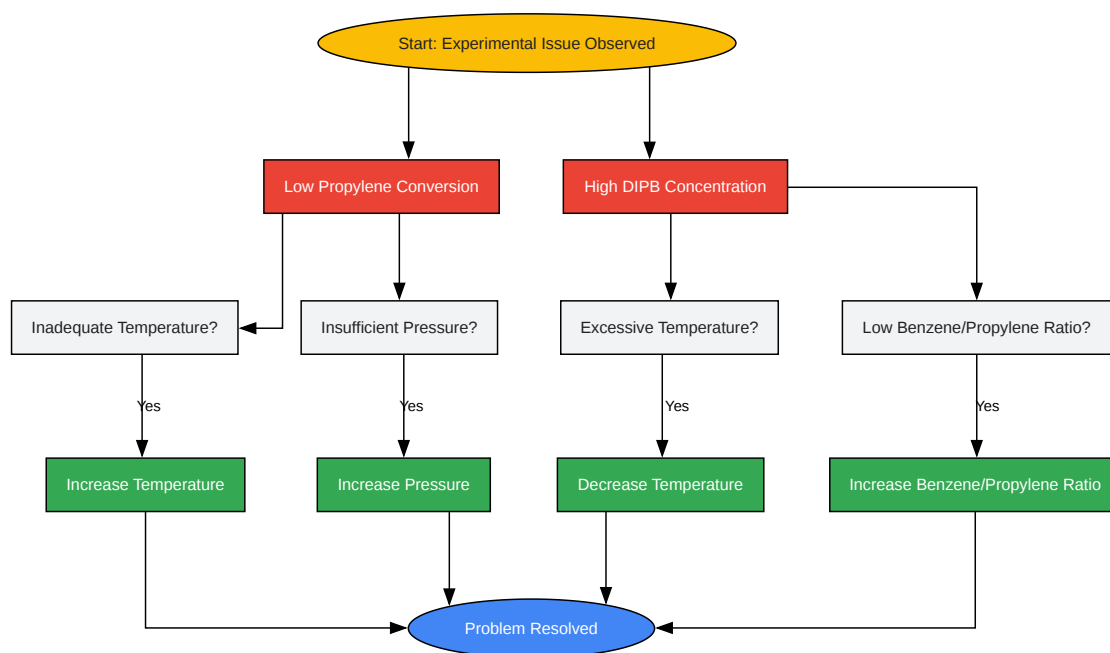 Start: Experimental Issue Observed
Low Propylene Conversion
High DIPB Concentration
Inadequate Temperature?
Insufficient Pressure?
Excessive Temperature?
Low Benzene/Propylene Ratio?
Yes
Yes
Yes
Yes
Increase Temperature
Increase Pressure
Decrease Temperature
Increase Benzene/Propylene Ratio
Problem Resolved